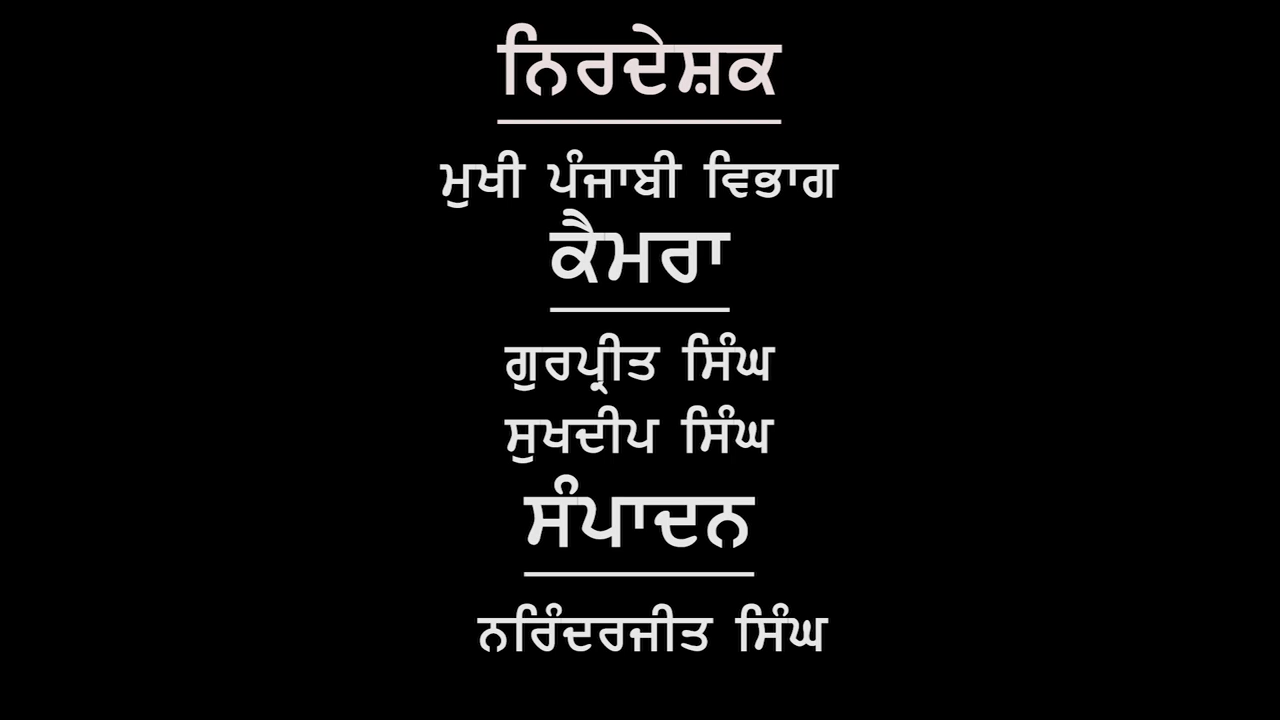 ਨਿਰਦੇਸ਼ਕ
ਮੁਖੀ ਪੰਜਾਬੀ ਵਿਭਾਗ
ਕੈਮਰਾ
ਗੁਰਪ੍ਰੀਤ ਸਿੰਘ
ਸੁਖਦੀਪ ਸਿੰਘ
ਸੰਪਾਦਨ
ਨਰਿੰਦਰਜੀਤ ਸਿੰਘ